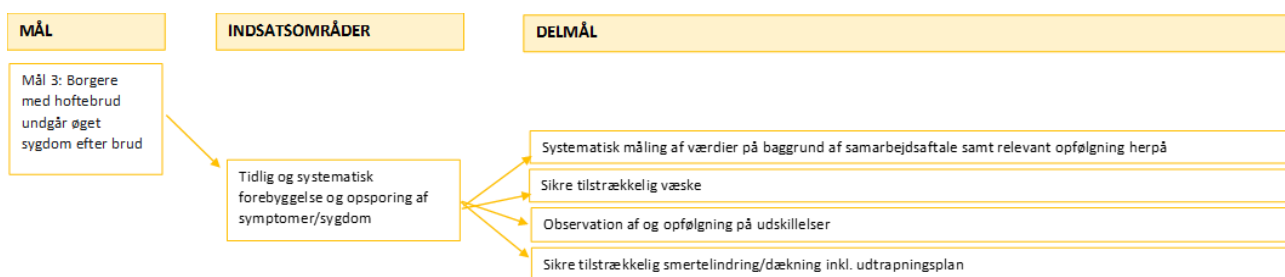 MÅL
INDSATSOMRÅDER
DELMÅL
Mål 3: Borgere
med hoftebrud
undgår øget
sygdom efter brud
Tidlig og systematisk
forebyggelse og opsporing af
symptomer/sygdom
Systematisk måling af værdier på baggrund af samarbejdsaftale samt relevant opfølgning herpå
Sikre tilstrækkelig væske
Observation af og opfølgning på udskillelser
Sikre tilstrækkelig smertelindring/dækning inkl. udtrapningsplan